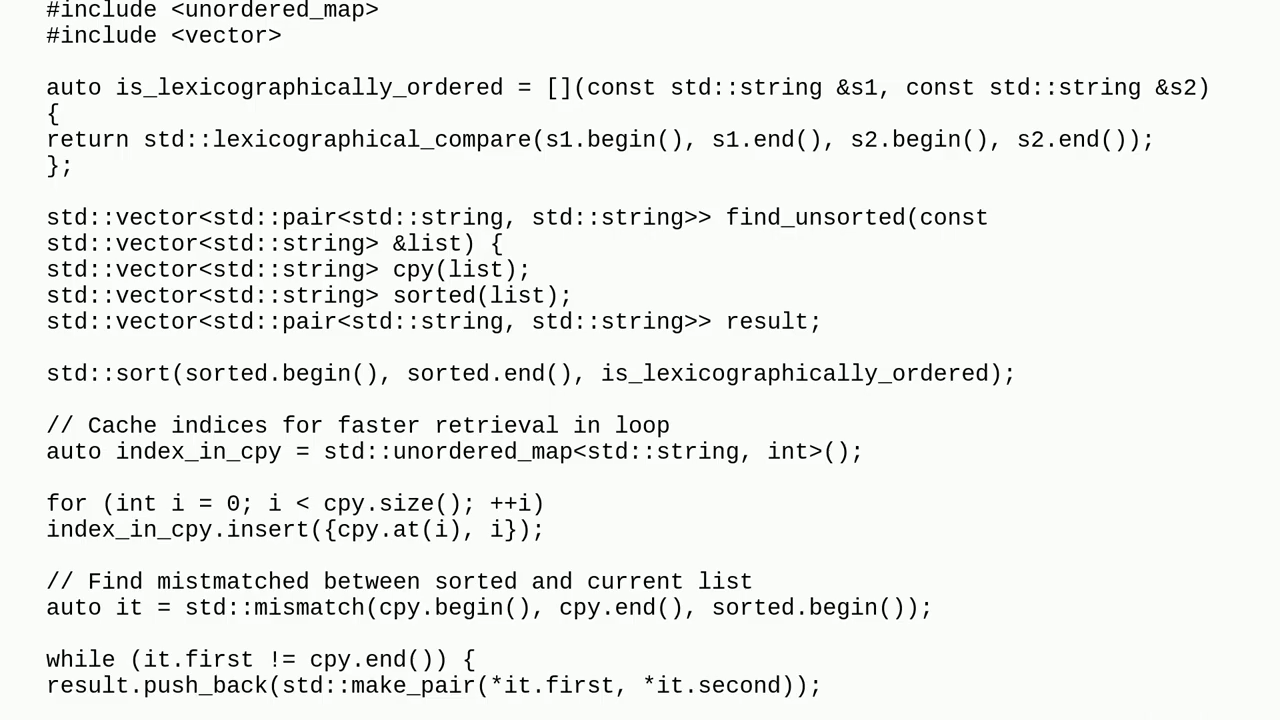 #include <unordered_map>
#include <vector>
auto is_lexicographically_ordered = [](const std::string &s1, const std::string &s2)
{
return std::lexicographical_compare(s1.begin(), s1.end(), s2.begin(), s2.end());
};
std::vector<std::pair<std::string, std::string>> find_unsorted(const
std::vector<std::string> &list) {
std::vector<std::string> cpy(list);
std::vector<std::string> sorted(list);
std::vector<std::pair<std::string, std::string>> result;
std::sort(sorted.begin(), sorted.end(), is_lexicographically_ordered);
// Cache indices for faster retrieval in loop
auto index_in_cpy = std::unordered_map<std::string, int>();
for (int i = 0; i < cpy.size(); ++i)
index_in_cpy.insert({cpy.at(i), i});
// Find mistmatched between sorted and current list
auto it = std::mismatch(cpy.begin(), cpy.end(), sorted.begin());
while (it.first != cpy.end()) {
result.push_back(std::make_pair(*it.first, *it.second));